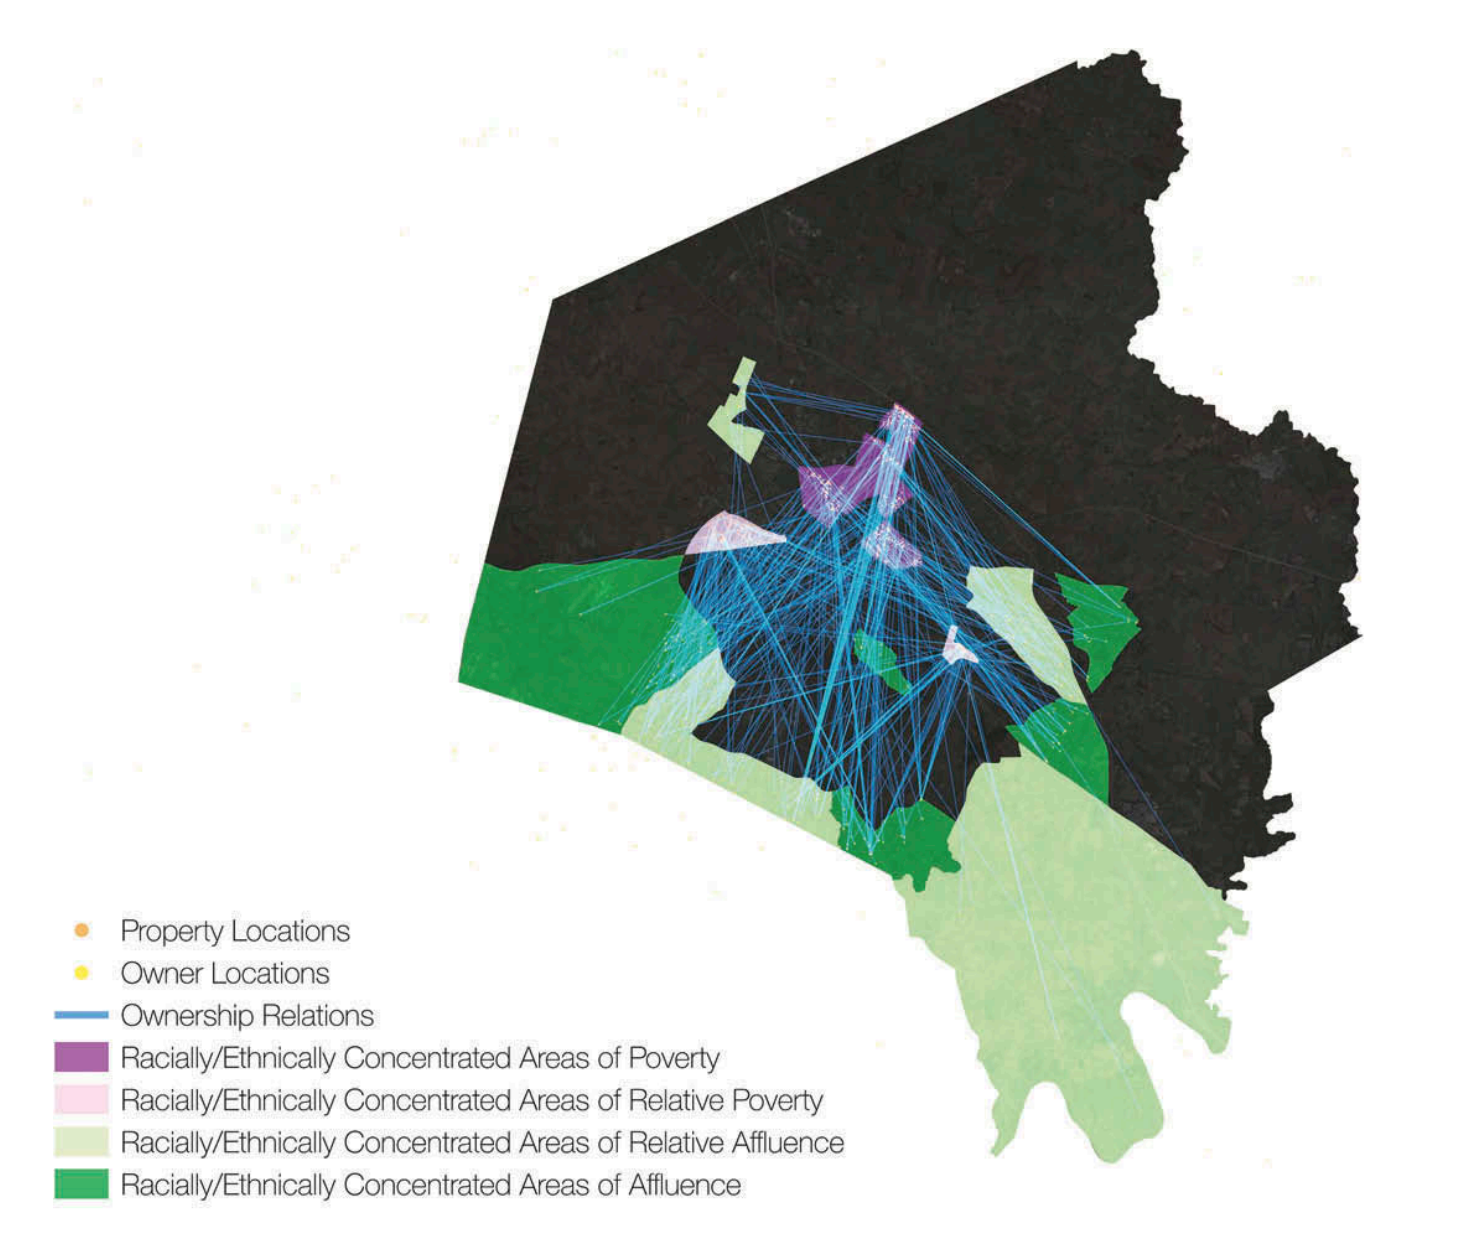 Property Locations
Owner Locations
Ownership Relations
Racially/Ethnically Concentrated Areas of Poverty
Racially/Ethnically Concentrated Areas of Relative Poverty
Racially/Ethnically Concentrated Areas of Relative Affluence
Racially/Ethnically Concentrated Areas of Affluence